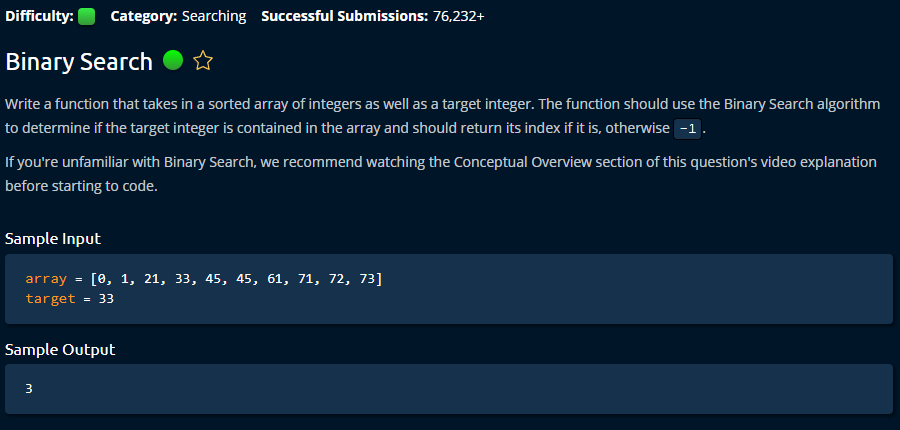 Difficulty: Category: Searching Successful Submissions: 76,232+
Binary Search
Write a function that takes in a sorted array of integers as well as a target integer. The function should use the Binary Search algorithm
to determine if the target integer is contained in the array and should return its index if it is, otherwise -1 .
If you're unfamiliar with Binary Search, we recommend watching the Conceptual Overview section of this question's video explanation
before starting to code.
Sample Input
array = [0, 1, 21, 33, 45, 45, 61, 71, 72, 73]
target = 33
Sample Output
3